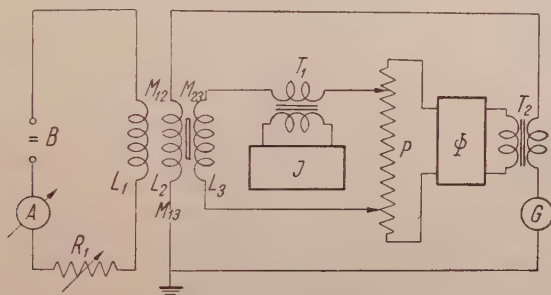 T₁
M₁₂ M₂₃
T₂
= B
P
Ф
L₁ L₂ L₃
J
A
M₁₃
G
R₁